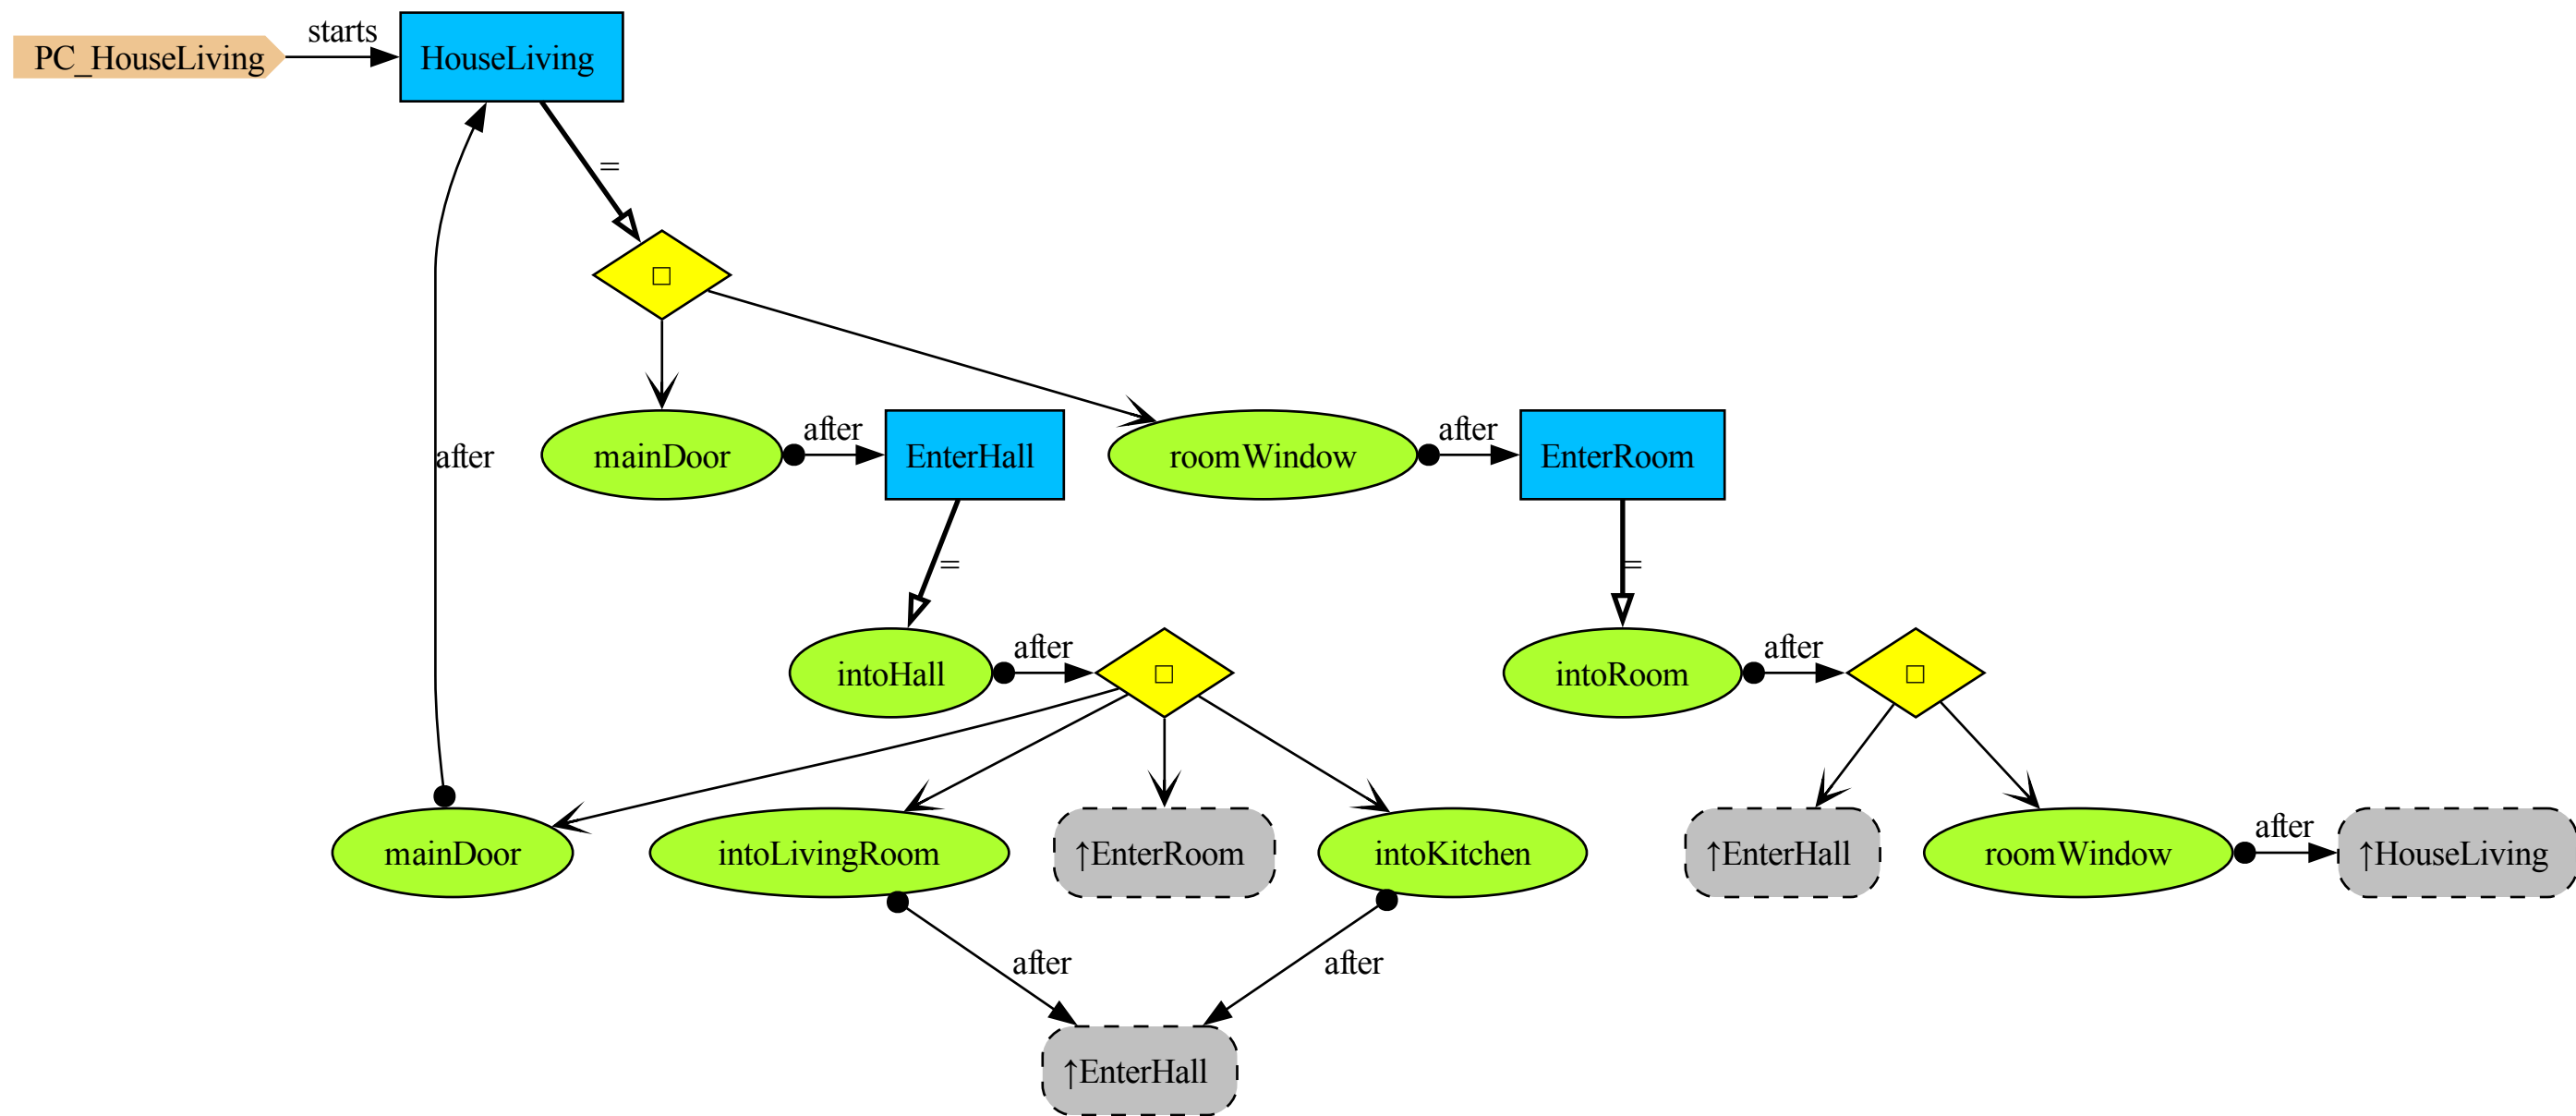 starts
PC_HouseLiving
HouseLiving
=
□
after
mainDoor
after
EnterHall
roomWindow
after
EnterRoom
=
=
intoHall
after
□
intoRoom
after
□
mainDoor
intoLivingRoom
↑EnterRoom
intoKitchen
↑EnterHall
roomWindow
after
↑HouseLiving
after
after
↑EnterHall